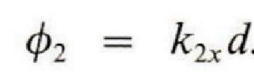 ϕ₂ = k₂ₓd.